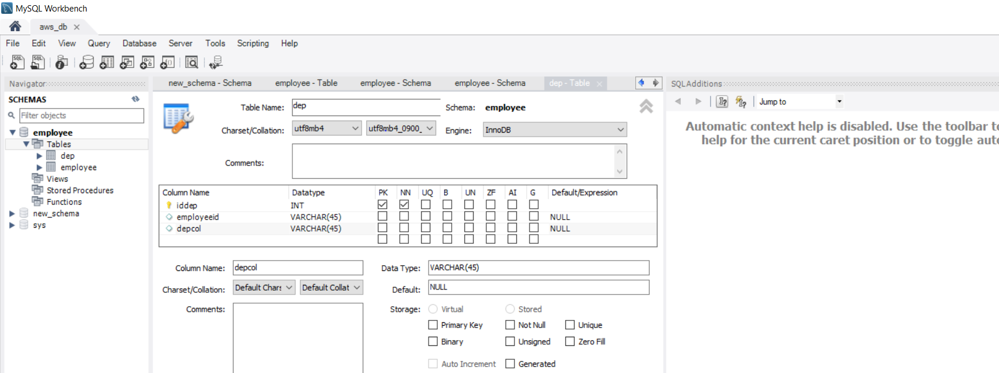 MySQL Workbench
aws_db
File Edit View Query Database Server Tools Scripting Help
SQL SQL
Navigator
SCHEMAS
Filter objects
employee
Tables
dep
employee
Views
Stored Procedures
Functions
new_schema
sys
new_schema - Schema employee - Table employee - Schema employee - Schema dep - Table
Table Name: dep Schema: employee
Charset/Collation: utf8mb4 utf8mb4_0900_ Engine: InnoDB
Comments:
Column Name Datatype PK NN UQ B UN ZF AI G Default/Expression
iddep INT
employeeid VARCHAR(45) NULL
depcol VARCHAR(45) NULL
Column Name: depcol Data Type: VARCHAR(45)
Charset/Collation: Default Chars Default Collat Default: NULL
Comments: Storage: Virtual Stored
Primary Key Not Null Unique
Binary Unsigned Zero Fill
Auto Increment Generated
SQLAdditions
Jump to
Automatic context help is disabled. Use the toolbar to
help for the current caret position or to toggle auto